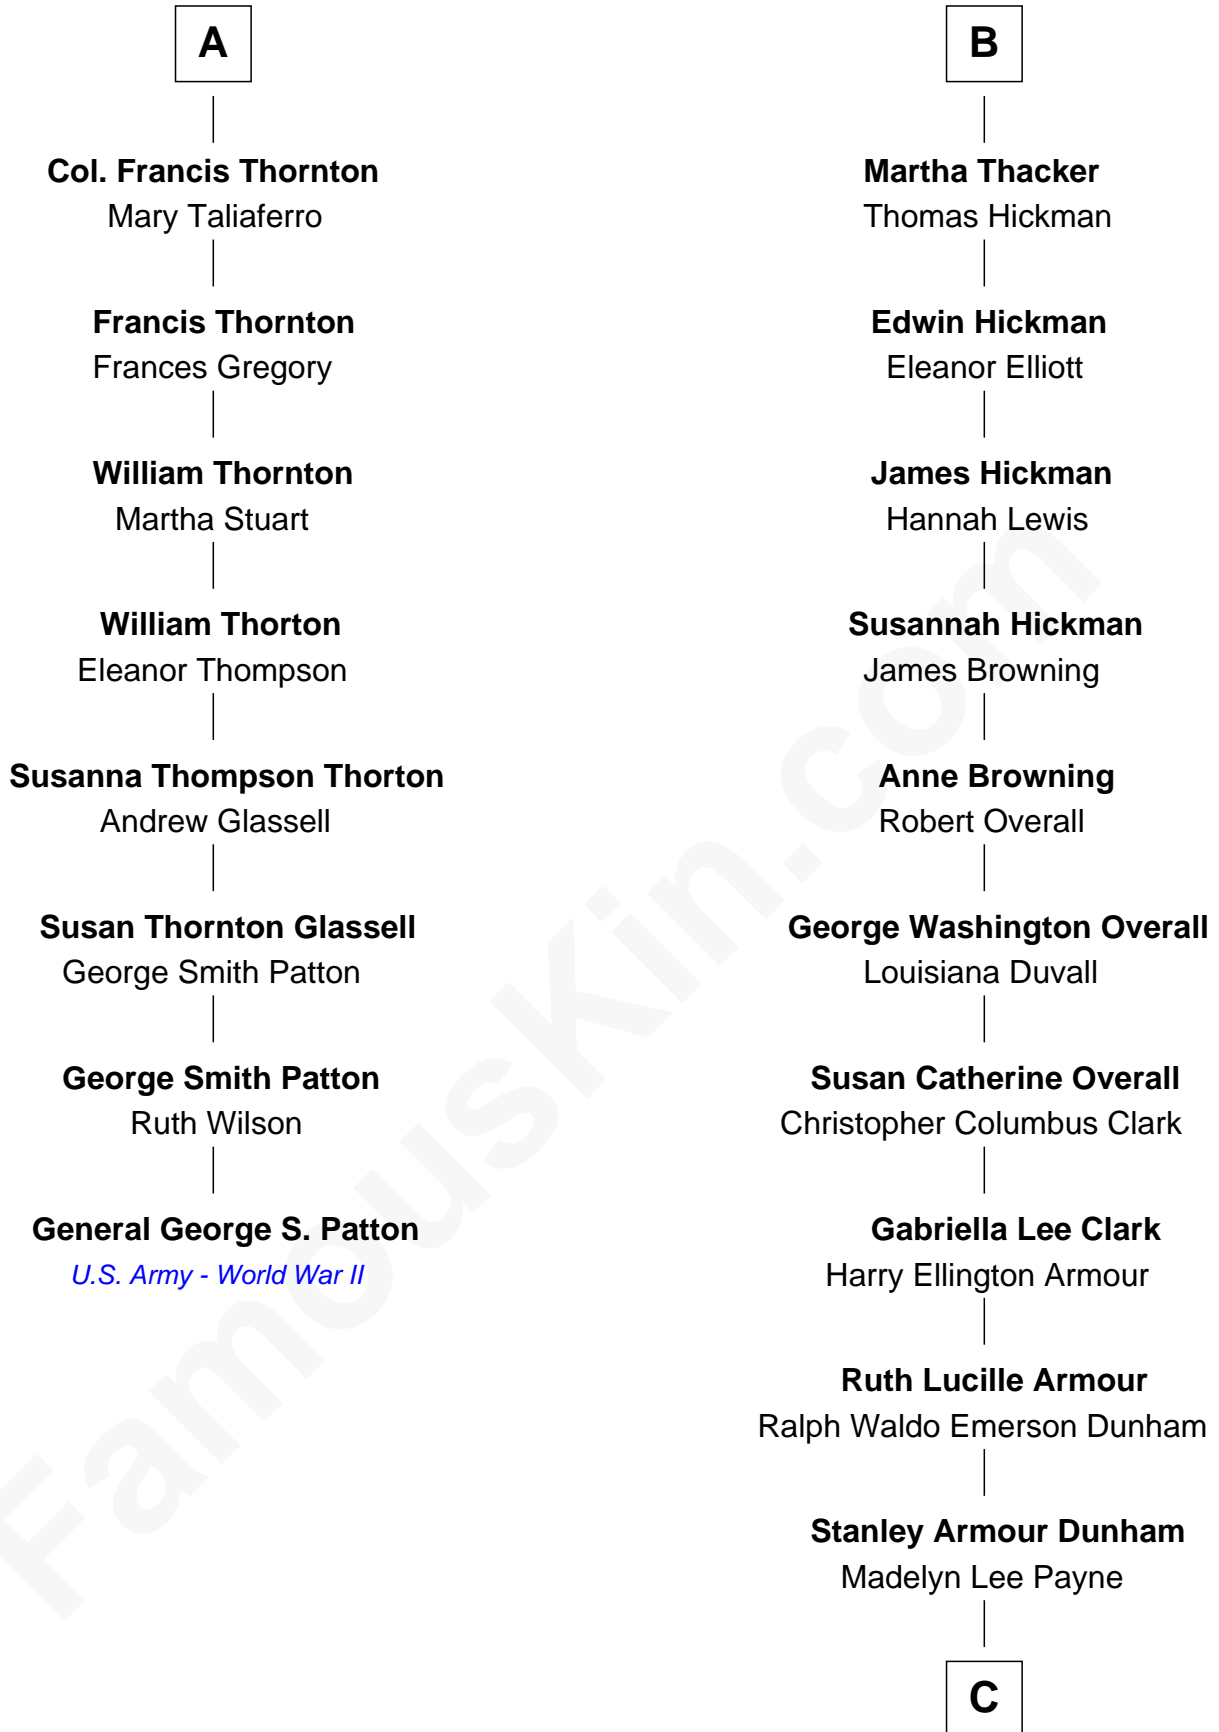 A
Col. Francis Thornton
Mary Taliaferro
Francis Thornton
Frances Gregory
William Thornton
Martha Stuart
William Thorton
Eleanor Thompson
Susanna Thompson Thorton
Andrew Glassell
Susan Thornton Glassell
George Smith Patton
George Smith Patton
Ruth Wilson
General George S. Patton
U.S. Army - World War II
B
Martha Thacker
Thomas Hickman
Edwin Hickman
Eleanor Elliott
James Hickman
Hannah Lewis
Susannah Hickman
James Browning
Anne Browning
Robert Overall
George Washington Overall
Louisiana Duvall
Susan Catherine Overall
Christopher Columbus Clark
Gabriella Lee Clark
Harry Ellington Armour
Ruth Lucille Armour
Ralph Waldo Emerson Dunham
Stanley Armour Dunham
Madelyn Lee Payne
C
FamousKin.com